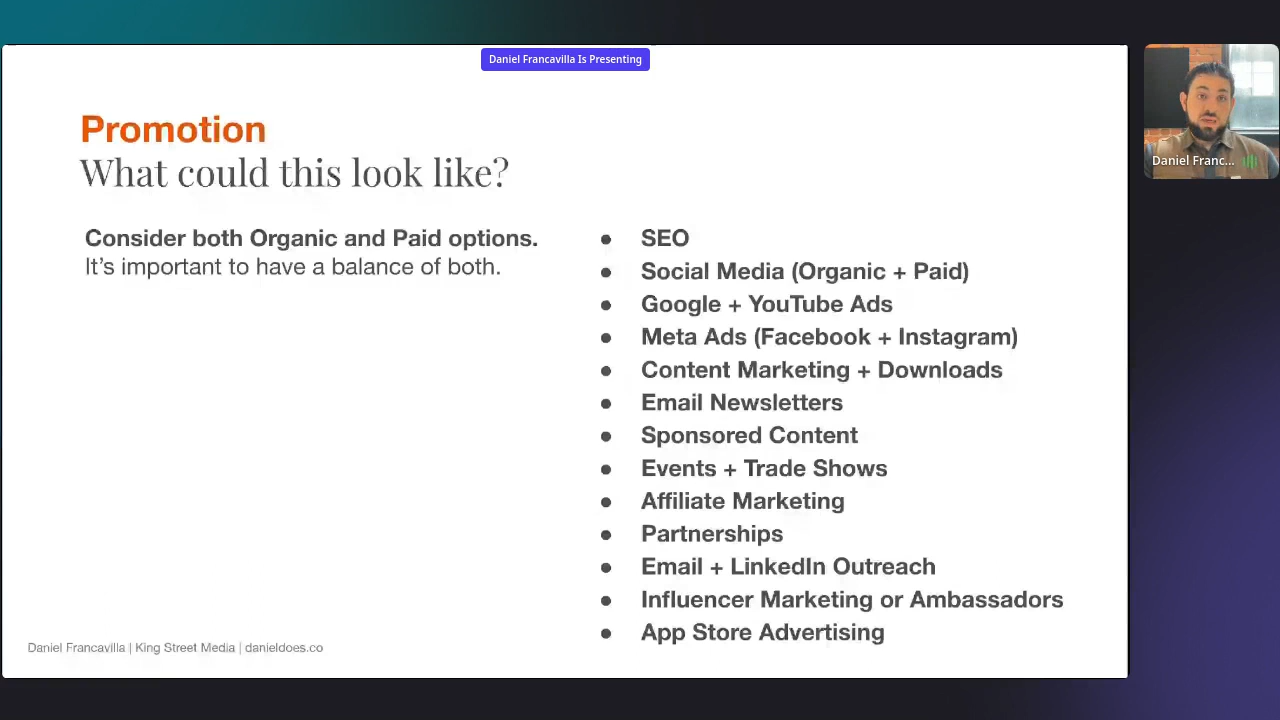 Daniel Francavilla Is Presenting
Promotion
What could this look like?
Consider both Organic and Paid options.
It's important to have a balance of both.
● SEO
● Social Media (Organic + Paid)
● Google + YouTube Ads
● Meta Ads (Facebook + Instagram)
● Content Marketing + Downloads
● Email Newsletters
● Sponsored Content
● Events + Trade Shows
● Affiliate Marketing
● Partnerships
● Email + LinkedIn Outreach
● Influencer Marketing or Ambassadors
● App Store Advertising
Daniel Francavilla | King Street Media | danieldoes.co
Daniel Franc...